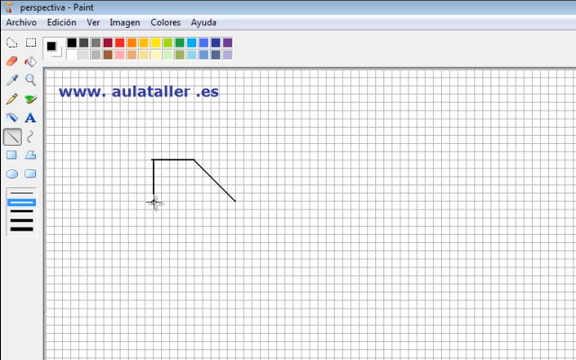 perspectiva - Paint
Archivo Edición Ver Imagen Colores Ayuda
www. aulataller .es
A